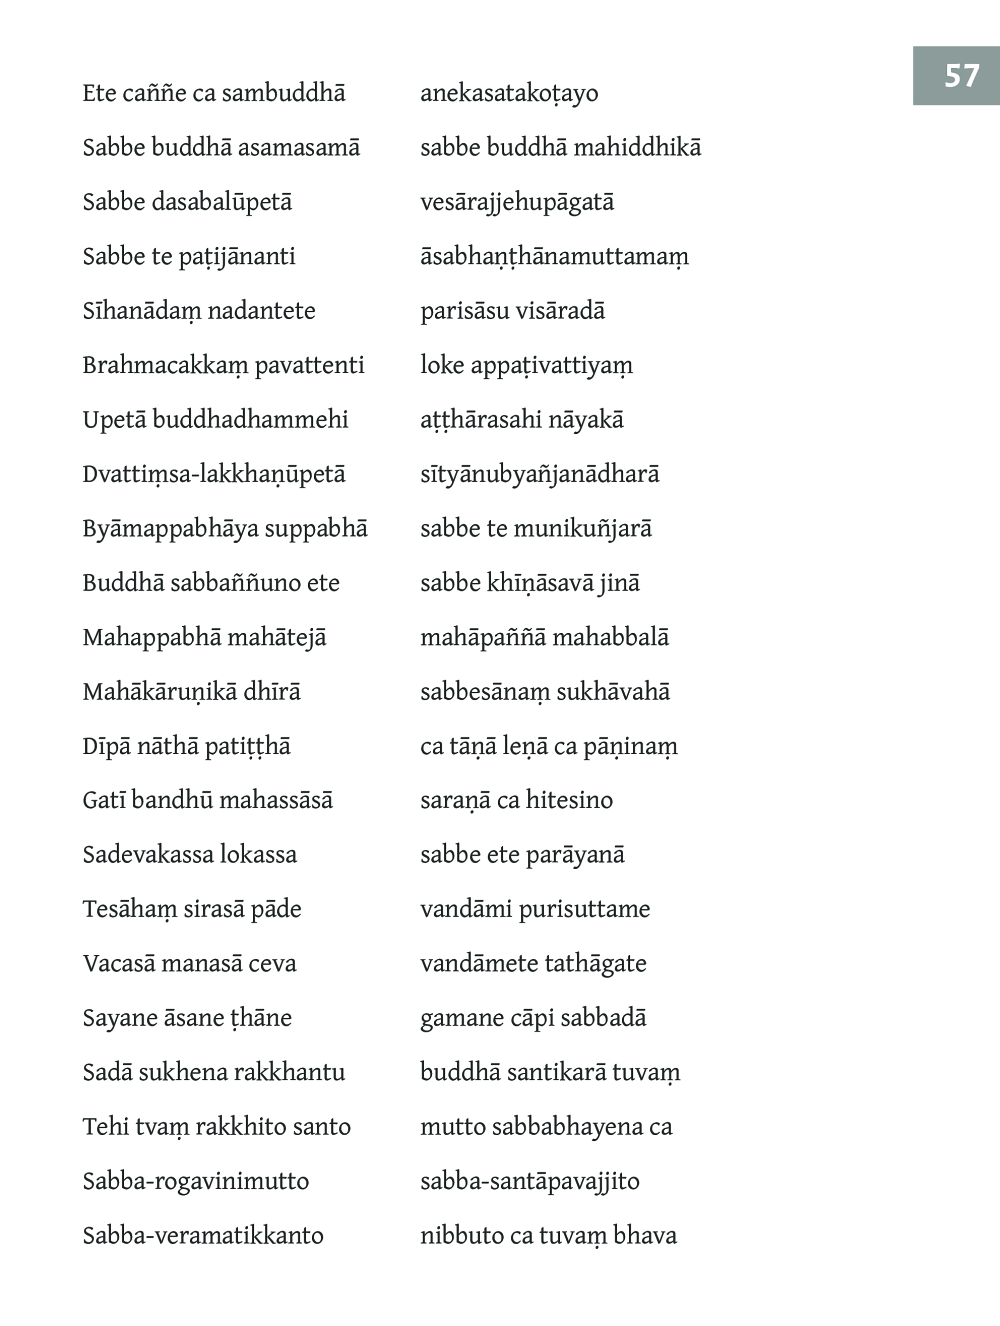 57
Ete caññe ca sambuddhā anekasatakoṭayo
Sabbe buddhā asamasamā sabbe buddhā mahiddhikā
Sabbe dasabalūpetā vesārajjehupāgatā
Sabbe te paṭijānanti āsabhaṇṭhānamuttamaṃ
Sīhanādaṃ nadantete parisāsu visāradā
Brahmacakkaṃ pavattenti loke appaṭivattiyaṃ
Upetā buddhadhammehi aṭṭhārasahi nāyakā
Dvattiṃsa-lakkhaṇūpetā sītyānubyañjanādharā
Byāmappabhāya suppabhā sabbe te munikuñjarā
Buddhā sabbaññuno ete sabbe khīṇāsavā jinā
Mahappabhā mahātejā mahāpaññā mahabbalā
Mahākāruṇikā dhīrā sabbesānaṃ sukhāvahā
Dīpā nāthā patiṭṭhā ca tāṇā leṇā ca pāṇinaṃ
Gatī bandhū mahassāsā saraṇā ca hitesino
Sadevakassa lokassa sabbe ete parāyanā
Tesāhaṃ sirasā pāde vandāmi purisuttame
Vacasā manasā ceva vandāmete tathāgate
Sayane āsane ṭhāne gamane cāpi sabbadā
Sadā sukhena rakkhantu buddhā santikarā tuvaṃ
Tehi tvaṃ rakkhito santo mutto sabbabhayena ca
Sabba-rogavinimutto sabba-santāpavajjito
Sabba-veramatikkanto nibbuto ca tuvaṃ bhava